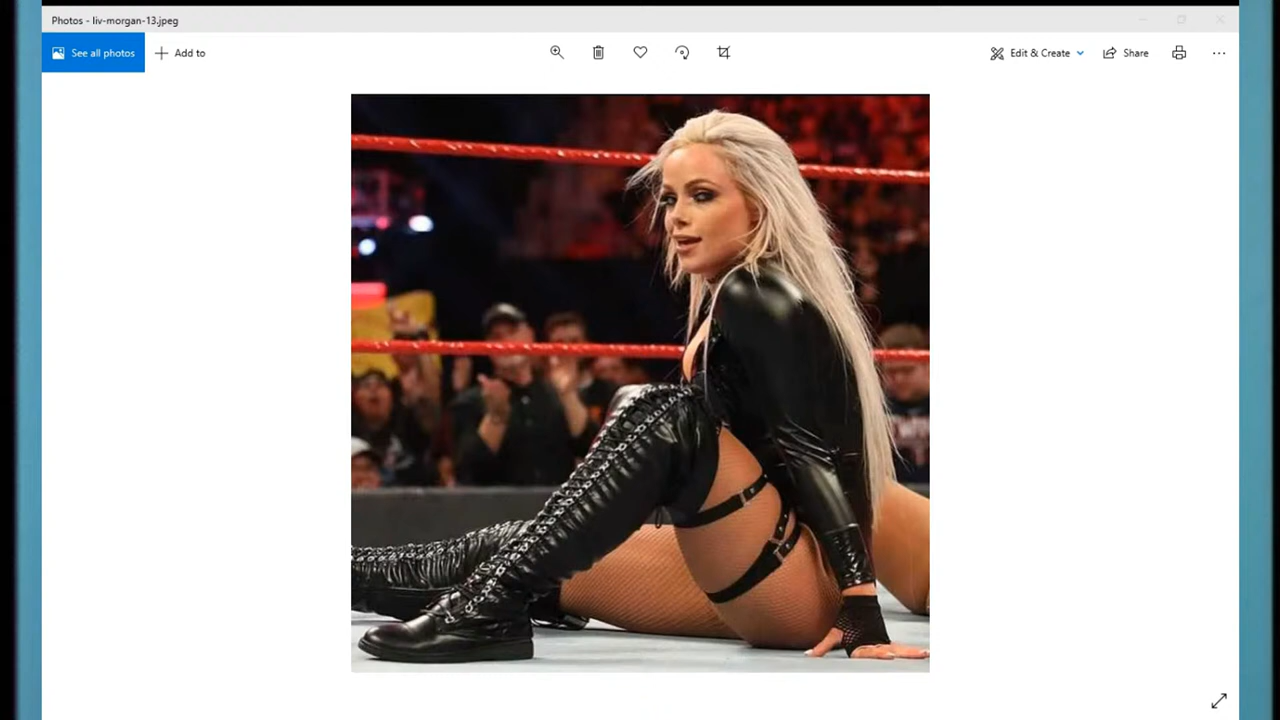 Photos - liv-morgan-13.jpeg
See all photos
Add to
Edit & Create
Share